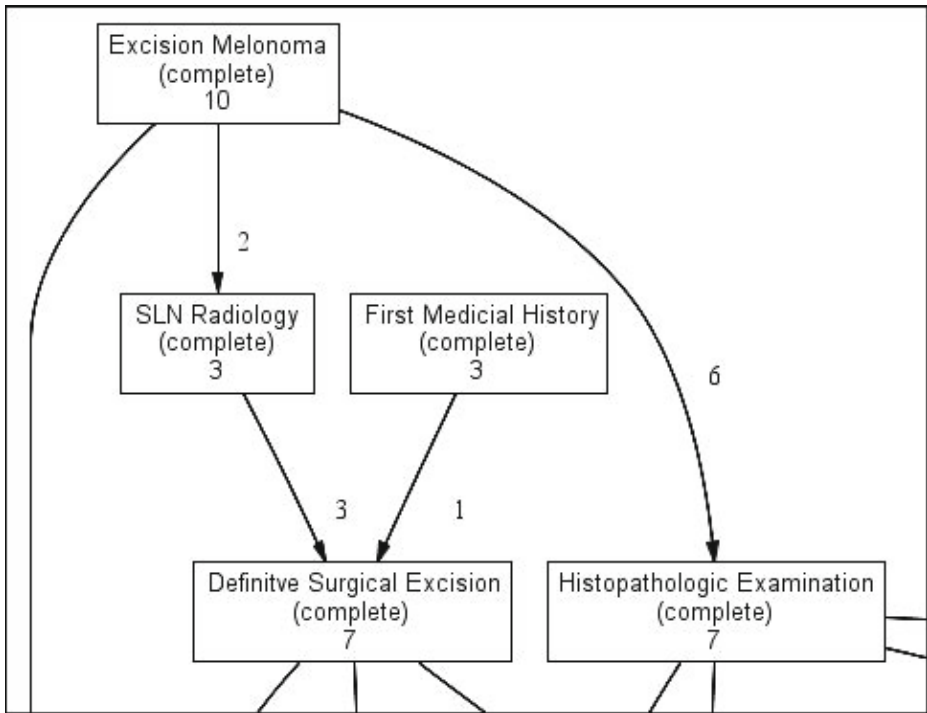 Excision Melonoma
(complete)
10
2
SLN Radiology
(complete)
3
First Medicial History
(complete)
3
6
3
1
Definitve Surgical Excision
(complete)
7
Histopathologic Examination
(complete)
7